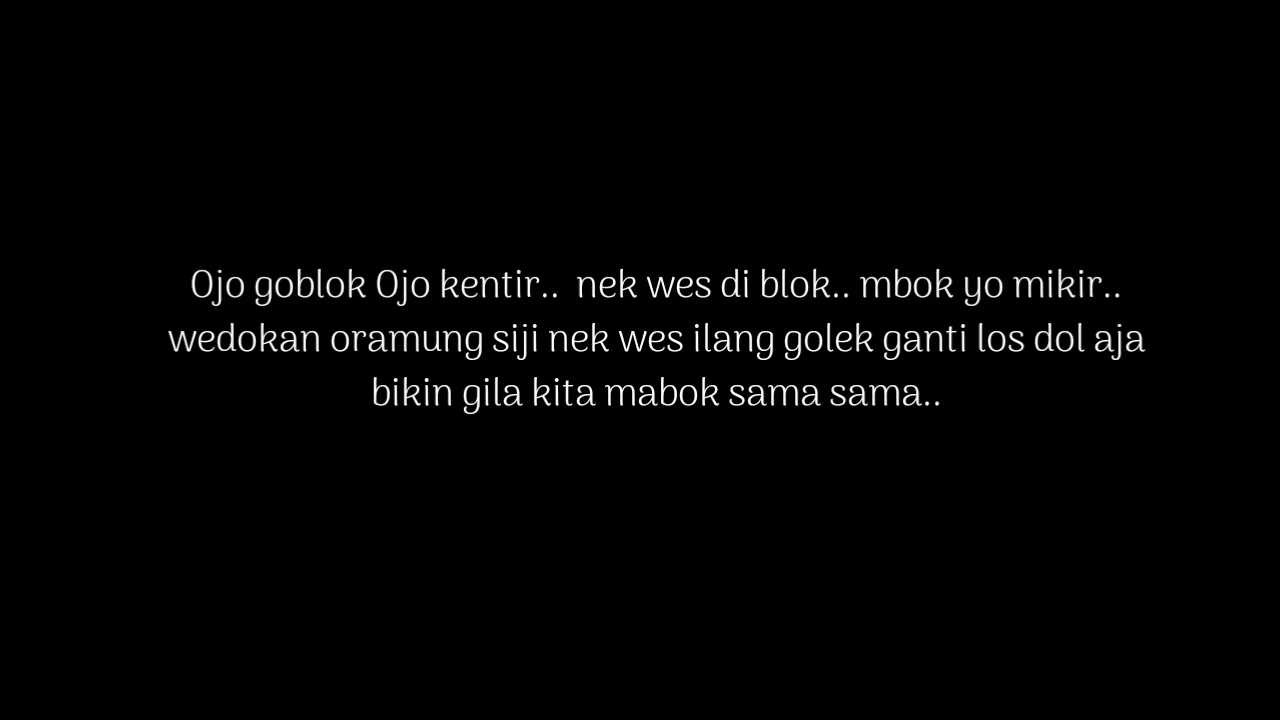 Ojo goblok Ojo kentir..  nek wes di blok.. mbok yo mikir..
wedokan oramung siji nek wes ilang golek ganti los dol aja
bikin gila kita mabok sama sama..